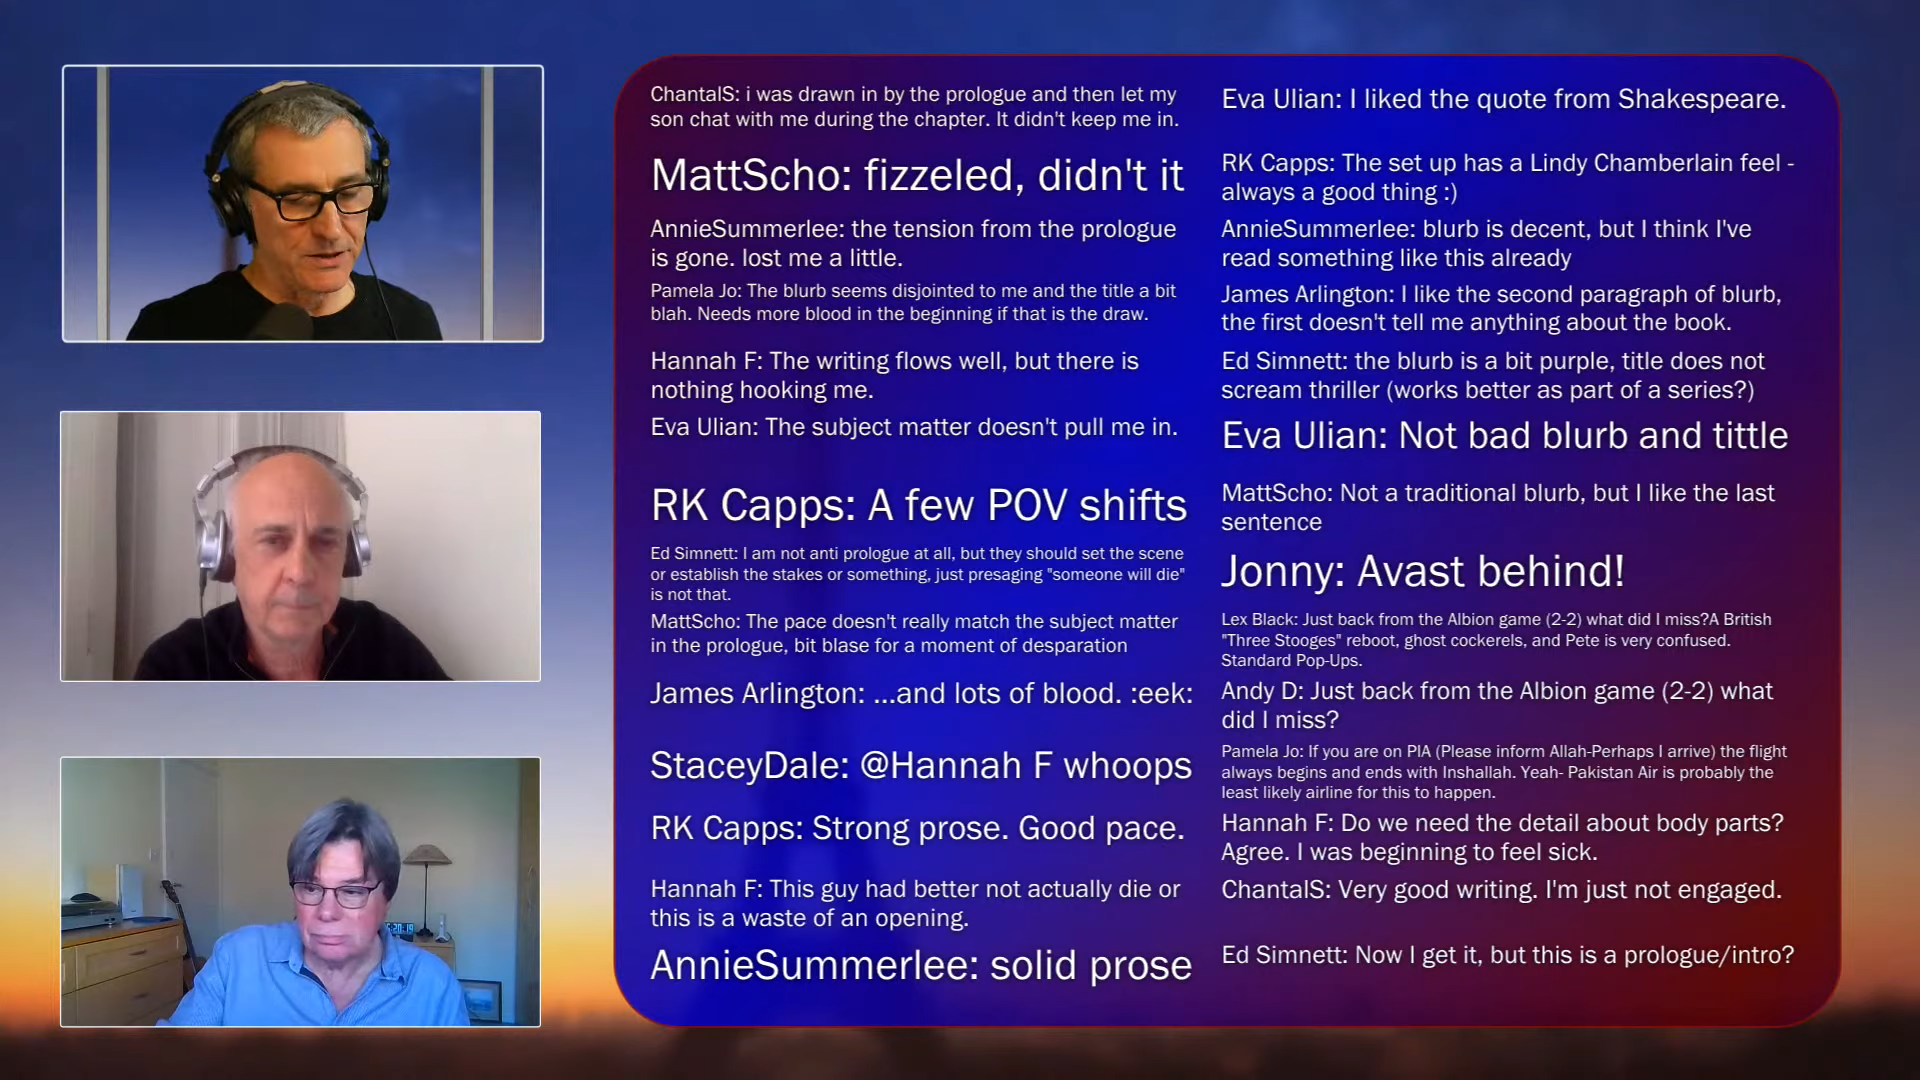 ChantalS: i was drawn in by the prologue and then let my
son chat with me during the chapter. It didn't keep me in.
MattScho: fizzeled, didn't it
AnnieSummerlee: the tension from the prologue
is gone. lost me a little.
Pamela Jo: The blurb seems disjointed to me and the title a bit
blah. Needs more blood in the beginning if that is the draw.
Hannah F: The writing flows well, but there is
nothing hooking me.
Eva Ulian: The subject matter doesn't pull me in.
RK Capps: A few POV shifts
Ed Simnett: I am not anti prologue at all, but they should set the scene
or establish the stakes or something, just presaging "someone will die"
is not that.
MattScho: The pace doesn't really match the subject matter
in the prologue, bit blase for a moment of desparation
James Arlington: ...and lots of blood. :eek:
StaceyDale: @Hannah F whoops
RK Capps: Strong prose. Good pace.
Hannah F: This guy had better not actually die or
this is a waste of an opening.
AnnieSummerlee: solid prose
Eva Ulian: I liked the quote from Shakespeare.
RK Capps: The set up has a Lindy Chamberlain feel -
always a good thing :)
AnnieSummerlee: blurb is decent, but I think I've
read something like this already
James Arlington: I like the second paragraph of blurb,
the first doesn't tell me anything about the book.
Ed Simnett: the blurb is a bit purple, title does not
scream thriller (works better as part of a series?)
Eva Ulian: Not bad blurb and tittle
MattScho: Not a traditional blurb, but I like the last
sentence
Jonny: Avast behind!
Lex Black: Just back from the Albion game (2-2) what did I miss?A British
"Three Stooges" reboot, ghost cockerels, and Pete is very confused.
Standard Pop-Ups.
Andy D: Just back from the Albion game (2-2) what
did I miss?
Pamela Jo: If you are on PIA (Please inform Allah-Perhaps I arrive) the flight
always begins and ends with Inshallah. Yeah- Pakistan Air is probably the
least likely airline for this to happen.
Hannah F: Do we need the detail about body parts?
Agree. I was beginning to feel sick.
ChantalS: Very good writing. I'm just not engaged.
Ed Simnett: Now I get it, but this is a prologue/intro?